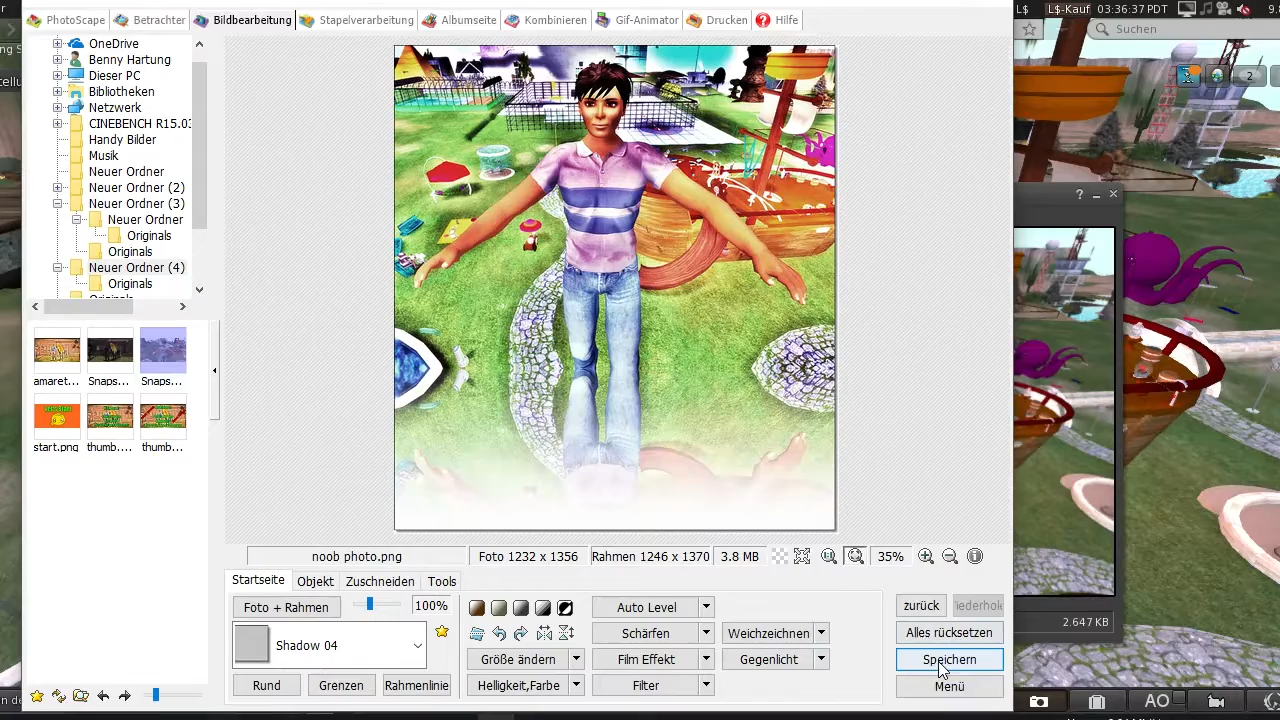 PhotoScape Betrachter Bildbearbeitung Stapelverarbeitung Albumseite Kombinieren Gif-Animator Drucken Hilfe
L$ L$-Kauf 03:36:37 PDT
Suchen
2
OneDrive
Benny Hartung
Dieser PC
Bibliotheken
Netzwerk
CINEBENCH R15.03
Handy Bilder
Musik
Neuer Ordner
Neuer Ordner (2)
Neuer Ordner (3)
Neuer Ordner
Originals
Originals
Neuer Ordner (4)
Originals
amaret... Snaps... Snaps...
start.png thumb.... thumb...
noob photo.png Foto 1232 x 1356 Rahmen 1246 x 1370 3.8 MB 35%
Startseite Objekt Zuschneiden Tools
Foto + Rahmen 100% Auto Level zurück
Shadow 04 Schärfen Weichzeichnen Alles rücksetzen
Größe ändern Film Effekt Gegenlicht Speichern
Rund Grenzen Rahmenlinie Helligkeit,Farbe Filter Menü
2.647 KB
AO